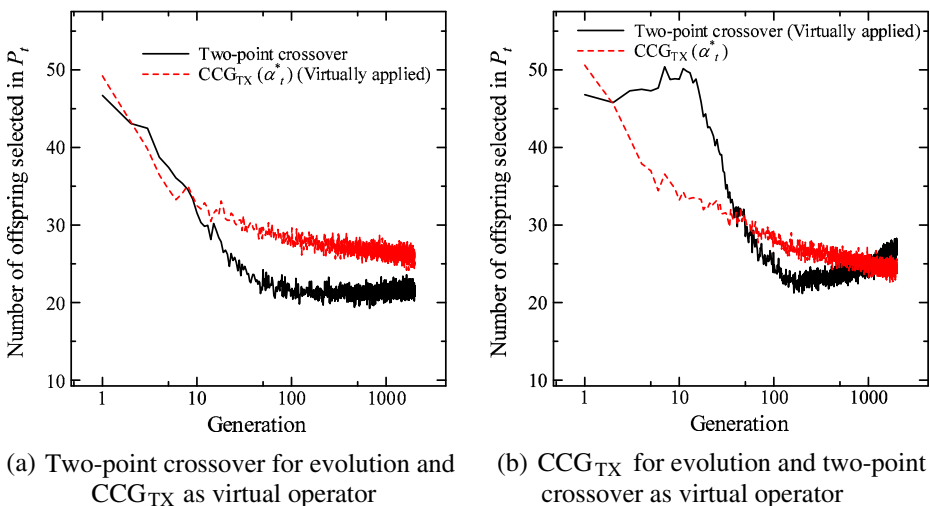 Two-point crossover
CCG_TX (α*_t) (Virtually applied)
Number of offspring selected in P_t
50
40
30
20
10
1
10
100
1000
Generation
(a) Two-point crossover for evolution and
CCG_TX as virtual operator
Two-point crossover (Virtually applied)
CCG_TX (α*_t)
Number of offspring selected in P_t
50
40
30
20
10
1
10
100
1000
Generation
(b) CCG_TX for evolution and two-point
crossover as virtual operator